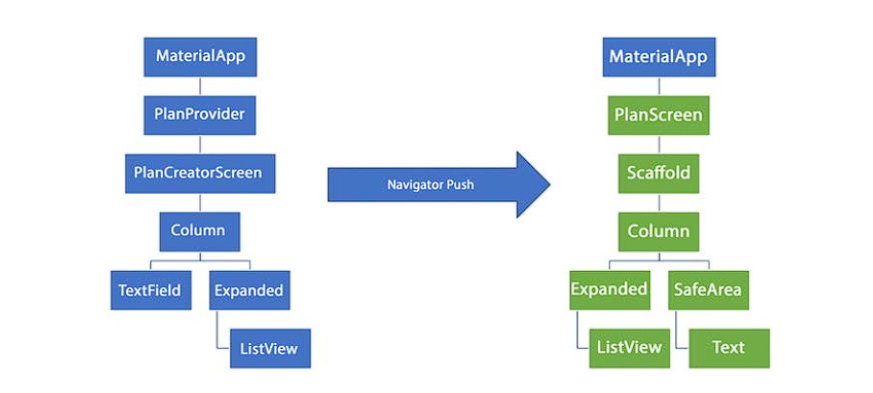 MaterialApp
PlanProvider
PlanCreatorScreen
Column
TextField
Expanded
ListView
Navigator Push
MaterialApp
PlanScreen
Scaffold
Column
Expanded
SafeArea
ListView
Text